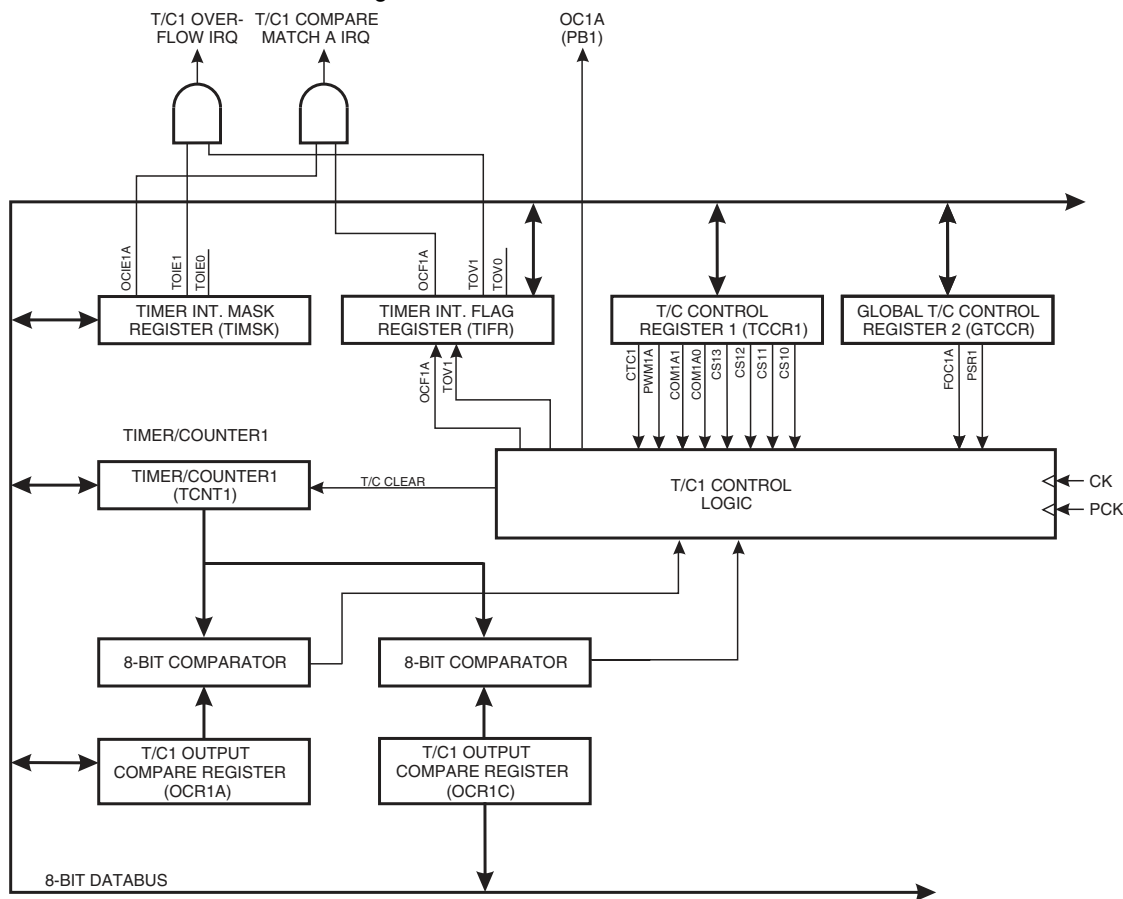 T/C1 OVER-
FLOW IRQ
T/C1 COMPARE
MATCH A IRQ
OC1A
(PB1)
OCIE1A
TOIE1
TOIE0
OCF1A
TOV1
TOV0
TIMER INT. MASK
REGISTER (TIMSK)
TIMER INT. FLAG
REGISTER (TIFR)
T/C CONTROL
REGISTER 1 (TCCR1)
GLOBAL T/C CONTROL
REGISTER 2 (GTCCR)
OCF1A
TOV1
CTC1
PWM1A
COM1A1
COM1A0
CS13
CS12
CS11
CS10
FOC1A
PSR1
TIMER/COUNTER1
TIMER/COUNTER1
(TCNT1)
T/C CLEAR
T/C1 CONTROL
LOGIC
CK
PCK
8-BIT COMPARATOR
8-BIT COMPARATOR
T/C1 OUTPUT
COMPARE REGISTER
(OCR1A)
T/C1 OUTPUT
COMPARE REGISTER
(OCR1C)
8-BIT DATABUS